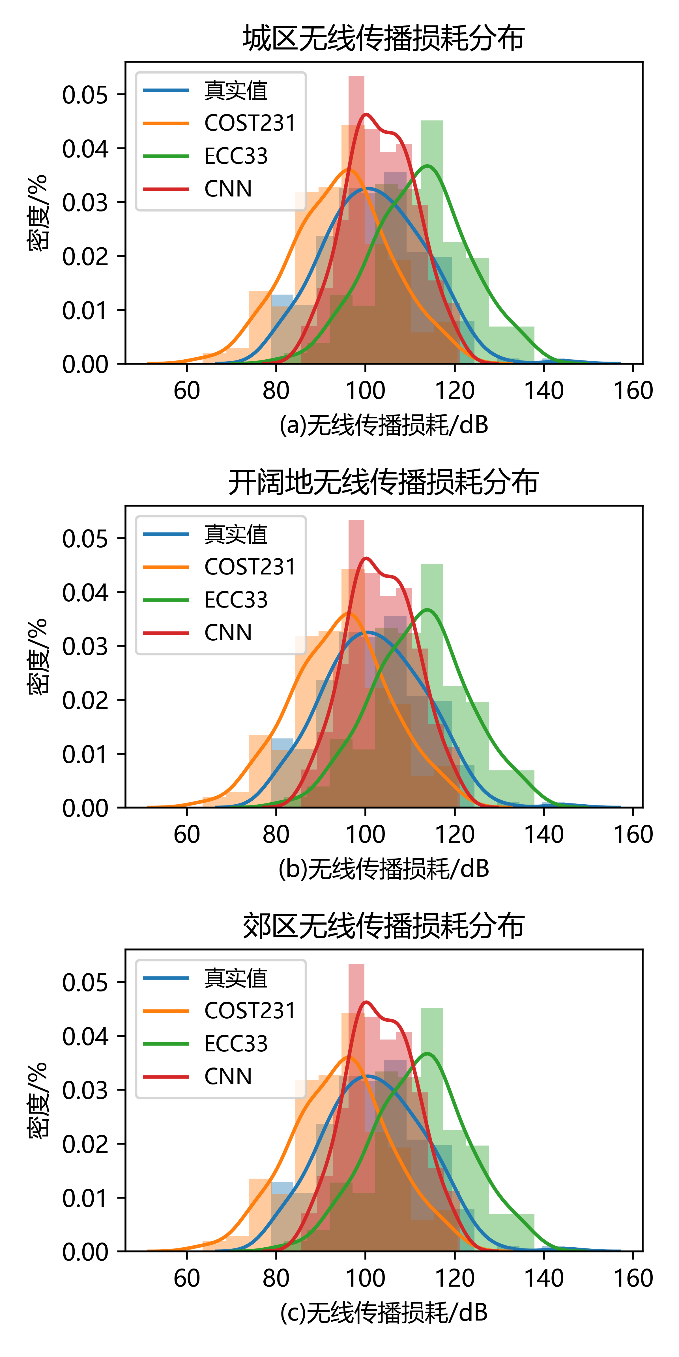 城区无线传播损耗分布
真实值
COST231
ECC33
CNN
密度/%
0.05
0.04
0.03
0.02
0.01
0.00
60 80 100 120 140 160
(a)无线传播损耗/dB
开阔地无线传播损耗分布
真实值
COST231
ECC33
CNN
密度/%
0.05
0.04
0.03
0.02
0.01
0.00
60 80 100 120 140 160
(b)无线传播损耗/dB
郊区无线传播损耗分布
真实值
COST231
ECC33
CNN
密度/%
0.05
0.04
0.03
0.02
0.01
0.00
60 80 100 120 140 160
(c)无线传播损耗/dB